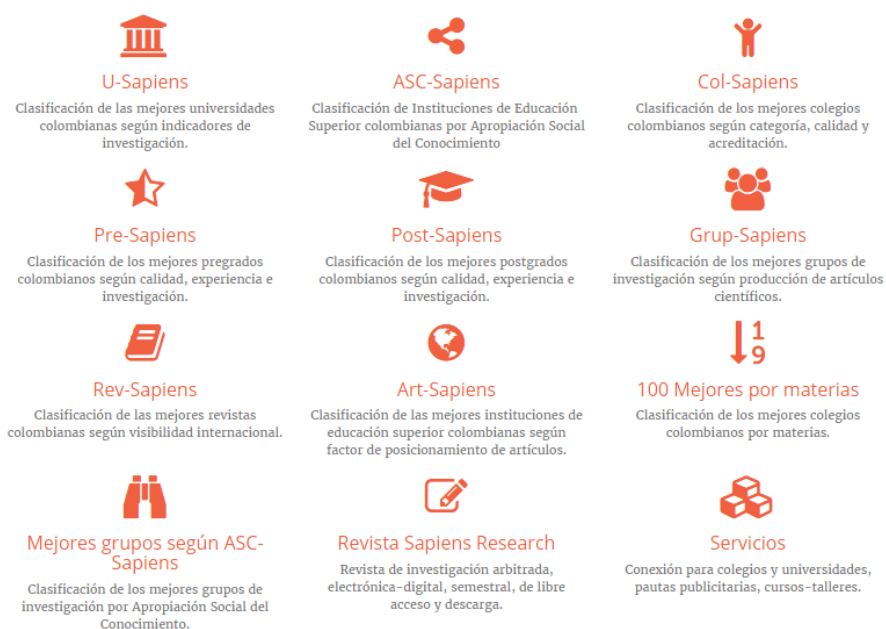 U-Sapiens
Clasificación de las mejores universidades
colombianas según indicadores de
investigación.
ASC-Sapiens
Clasificación de Instituciones de Educación
Superior colombianas por Apropiación Social
del Conocimiento
Col-Sapiens
Clasificación de los mejores colegios
colombianos según categoría, calidad y
acreditación.
Pre-Sapiens
Clasificación de los mejores pregrados
colombianos según calidad, experiencia e
investigación.
Post-Sapiens
Clasificación de los mejores postgrados
colombianos según calidad, experiencia e
investigación.
Grup-Sapiens
Clasificación de los mejores grupos de
investigación según producción de artículos
científicos.
Rev-Sapiens
Clasificación de las mejores revistas
colombianas según visibilidad internacional.
Art-Sapiens
Clasificación de las mejores instituciones de
educación superior colombianas según
factor de posicionamiento de artículos.
1
9
100 Mejores por materias
Clasificación de los mejores colegios
colombianos por materias.
Mejores grupos según ASC-
Sapiens
Clasificación de los mejores grupos de
investigación por Apropiación Social del
Conocimiento.
Revista Sapiens Research
Revista de investigación arbitrada,
electrónica-digital, semestral, de libre
acceso y descarga.
Servicios
Conexión para colegios y universidades,
pautas publicitarias, cursos-talleres.